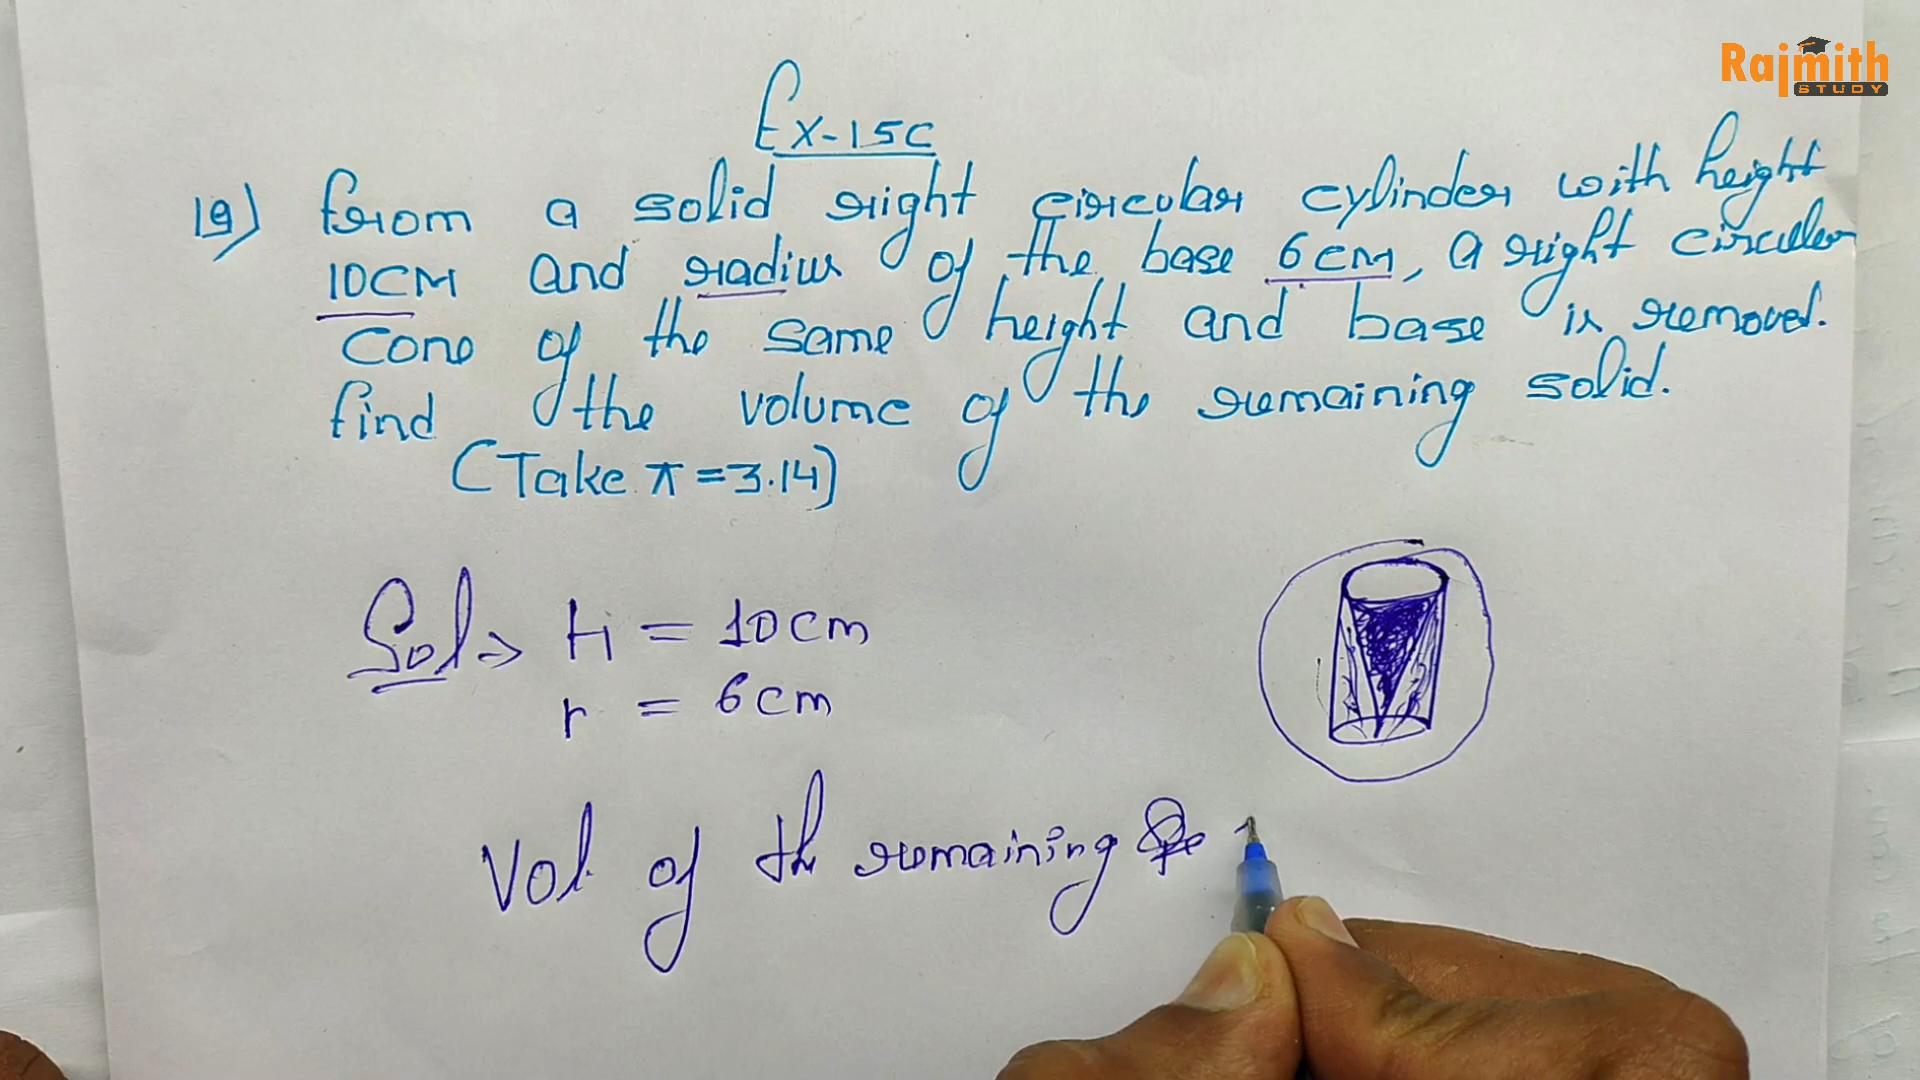 Rajmith
STUDY
Ex-15C
19) from a solid right circular cylinder with height
10CM and radius of the base 6cm, a right circular
cone of the same height and base is removed.
find the volume of the remaining solid.
(Take π = 3.14)
Sol⇒ H = 10cm
r = 6cm
Vol. of the remaining